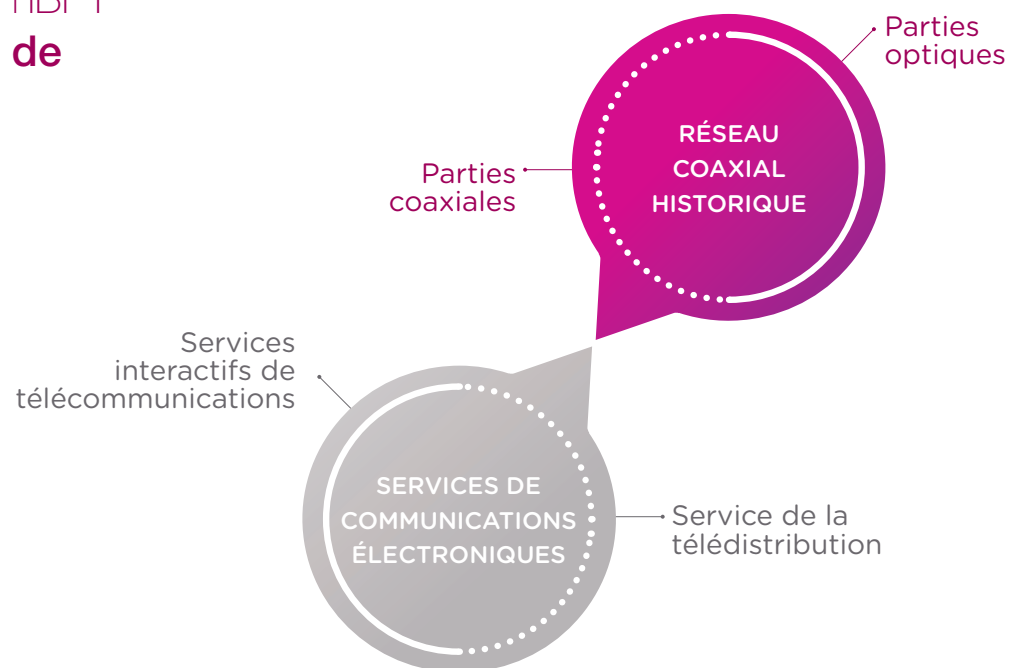 de
Parties
optiques
RÉSEAU
COAXIAL
HISTORIQUE
Parties
coaxiales
Services
interactifs de
télécommunications
SERVICES DE
COMMUNICATIONS
ÉLECTRONIQUES
Service de la
télédistribution